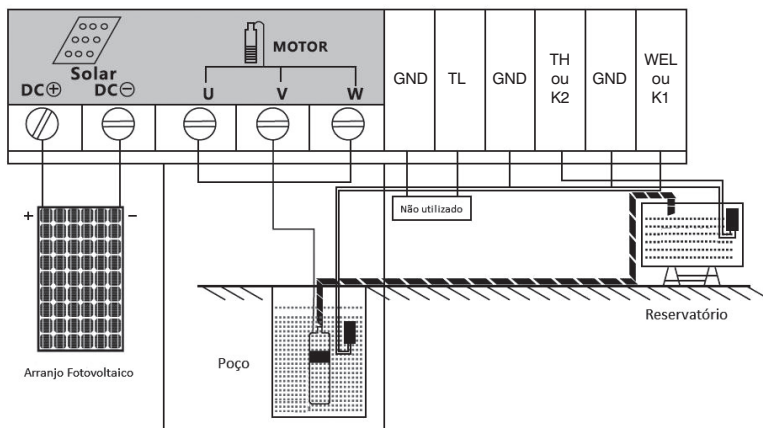 MOTOR
Solar
DC⊕ DC⊖
U V W
GND
TL
GND
TH
ou
K2
GND
WEL
ou
K1
+ −
Não utilizado
Reservatório
Poço
Arranjo Fotovoltaico